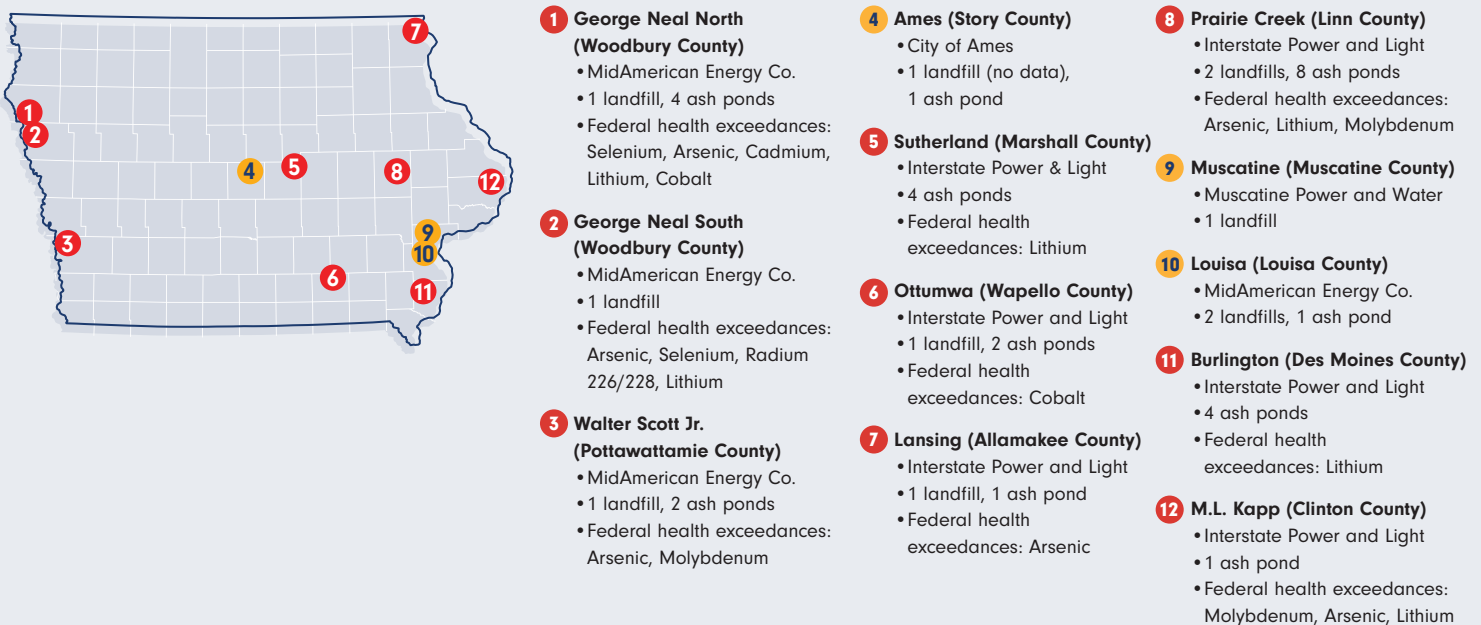 7
1
2
4
5
8
12
3
9
10
6
11
1 George Neal North
(Woodbury County)
• MidAmerican Energy Co.
• 1 landfill, 4 ash ponds
• Federal health exceedances:
Selenium, Arsenic, Cadmium,
Lithium, Cobalt
2 George Neal South
(Woodbury County)
• MidAmerican Energy Co.
• 1 landfill
• Federal health exceedances:
Arsenic, Selenium, Radium
226/228, Lithium
3 Walter Scott Jr.
(Pottawattamie County)
• MidAmerican Energy Co.
• 1 landfill, 2 ash ponds
• Federal health exceedances:
Arsenic, Molybdenum
4 Ames (Story County)
• City of Ames
• 1 landfill (no data),
1 ash pond
5 Sutherland (Marshall County)
• Interstate Power & Light
• 4 ash ponds
• Federal health
exceedances: Lithium
6 Ottumwa (Wapello County)
• Interstate Power and Light
• 1 landfill, 2 ash ponds
• Federal health
exceedances: Cobalt
7 Lansing (Allamakee County)
• Interstate Power and Light
• 1 landfill, 1 ash pond
• Federal health
exceedances: Arsenic
8 Prairie Creek (Linn County)
• Interstate Power and Light
• 2 landfills, 8 ash ponds
• Federal health exceedances:
Arsenic, Lithium, Molybdenum
9 Muscatine (Muscatine County)
• Muscatine Power and Water
• 1 landfill
10 Louisa (Louisa County)
• MidAmerican Energy Co.
• 2 landfills, 1 ash pond
11 Burlington (Des Moines County)
• Interstate Power and Light
• 4 ash ponds
• Federal health
exceedances: Lithium
12 M.L. Kapp (Clinton County)
• Interstate Power and Light
• 1 ash pond
• Federal health exceedances:
Molybdenum, Arsenic, Lithium